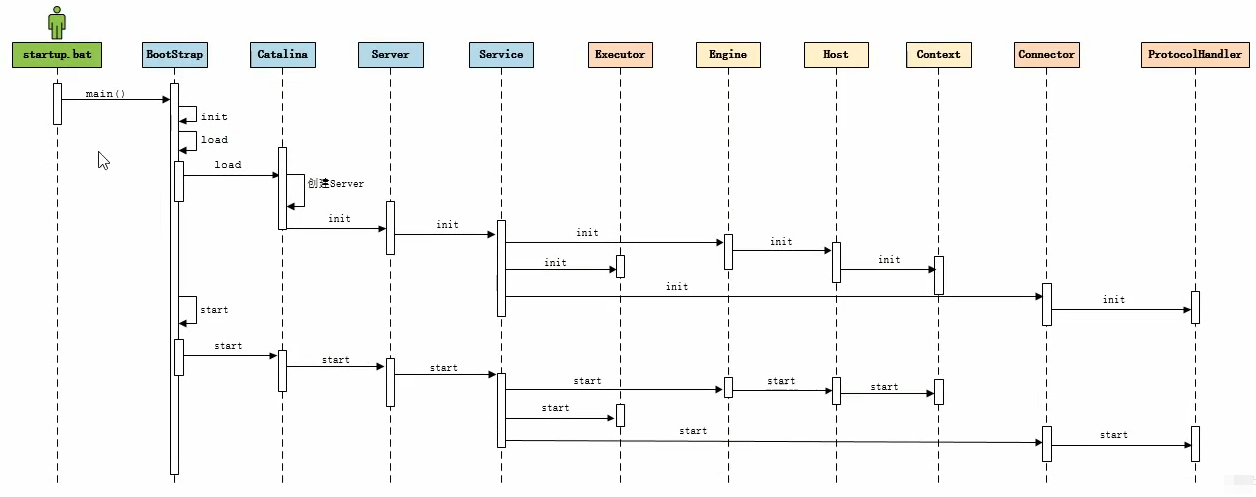 startup.bat BootStrap Catalina Server Service Executor Engine Host Context Connector ProtocolHandler
main()
init
load
load
创建Server
init
init
init
init
init
init
init
init
start
start
start
start
start
start
start
start
start
start